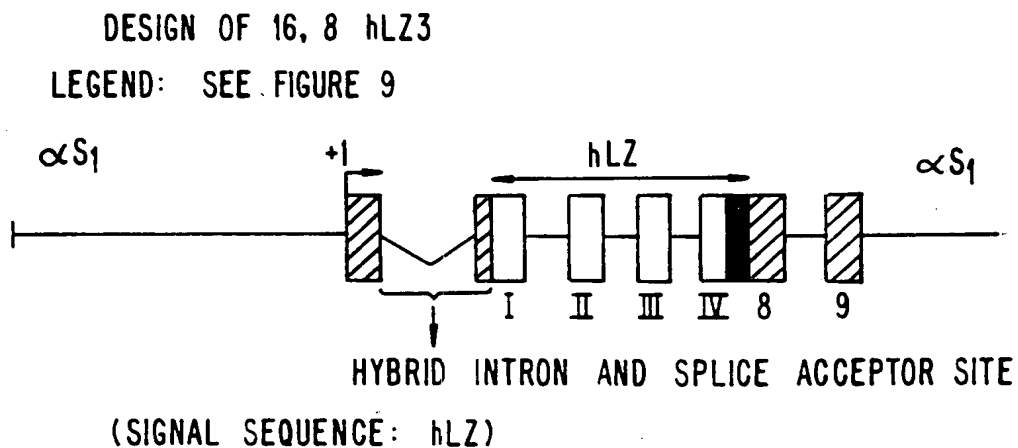 DESIGN OF 16, 8 hLZ3
LEGEND: SEE FIGURE 9
αS1
+1
hLZ
αS1
I II III IV 8 9
HYBRID INTRON AND SPLICE ACCEPTOR SITE
(SIGNAL SEQUENCE: hLZ)